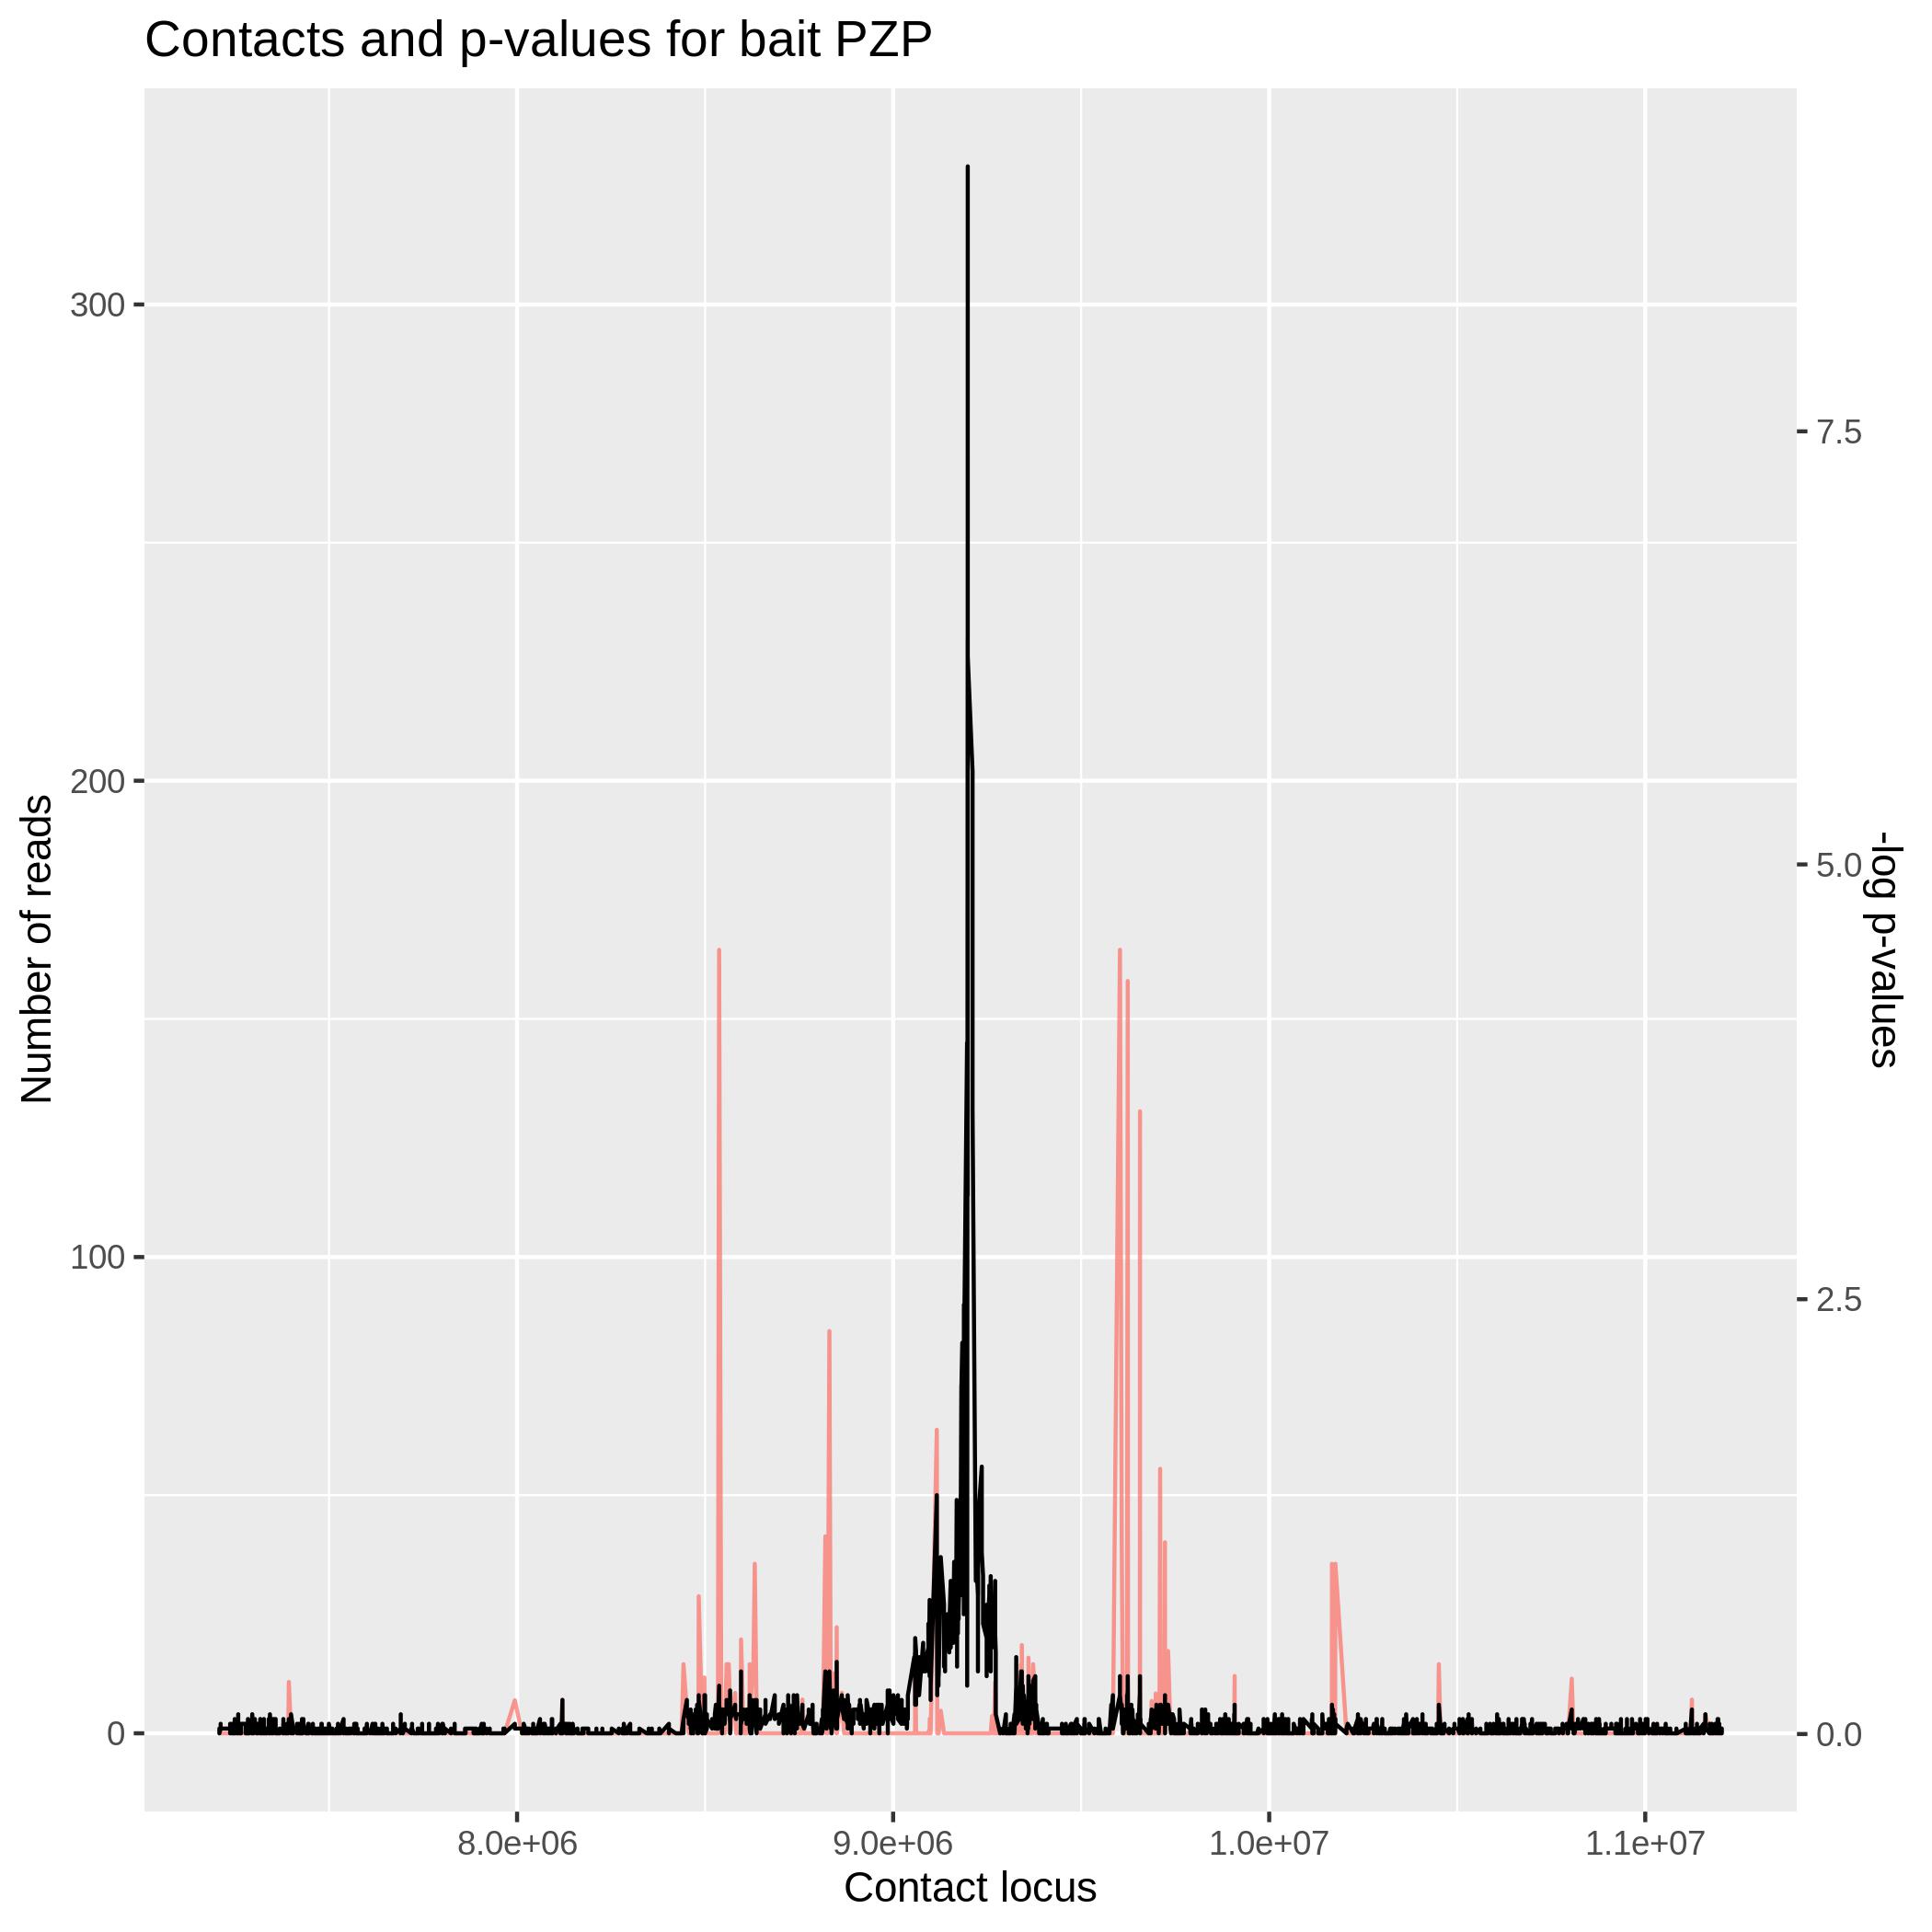 Contacts and p-values for bait PZP
300
200
100
0
Number of reads
7.5
5.0
2.5
0.0
-log p-values
8.0e+06
9.0e+06
1.0e+07
1.1e+07
Contact locus